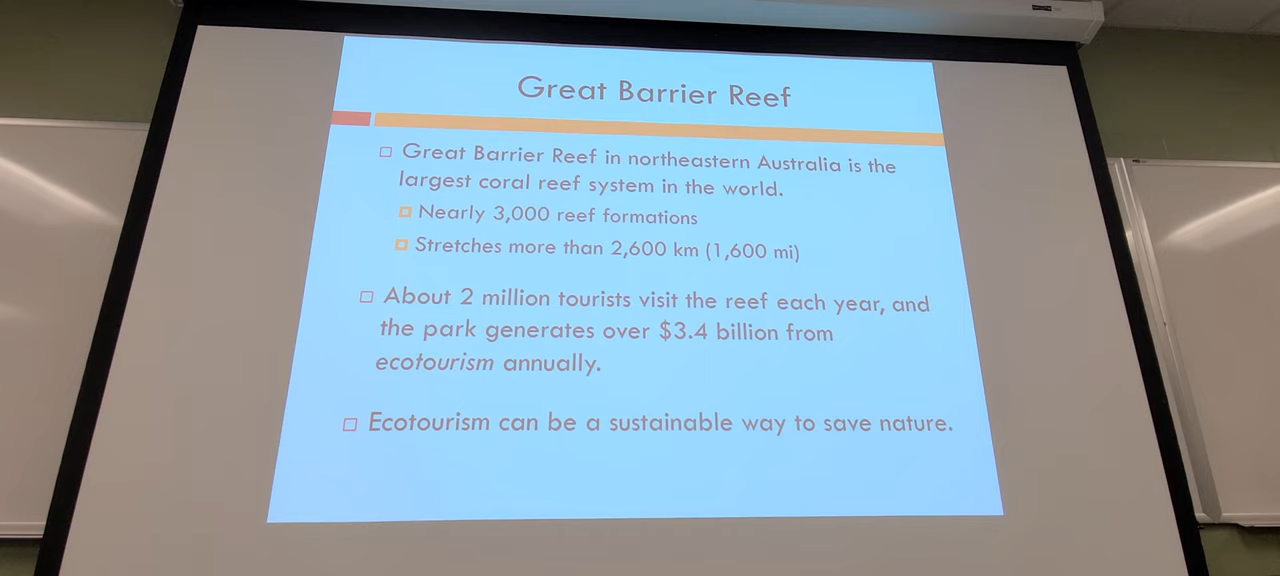 Great Barrier Reef
Great Barrier Reef in northeastern Australia is the
largest coral reef system in the world.
Nearly 3,000 reef formations
Stretches more than 2,600 km (1,600 mi)
About 2 million tourists visit the reef each year, and
the park generates over $3.4 billion from
ecotourism annually.
Ecotourism can be a sustainable way to save nature.